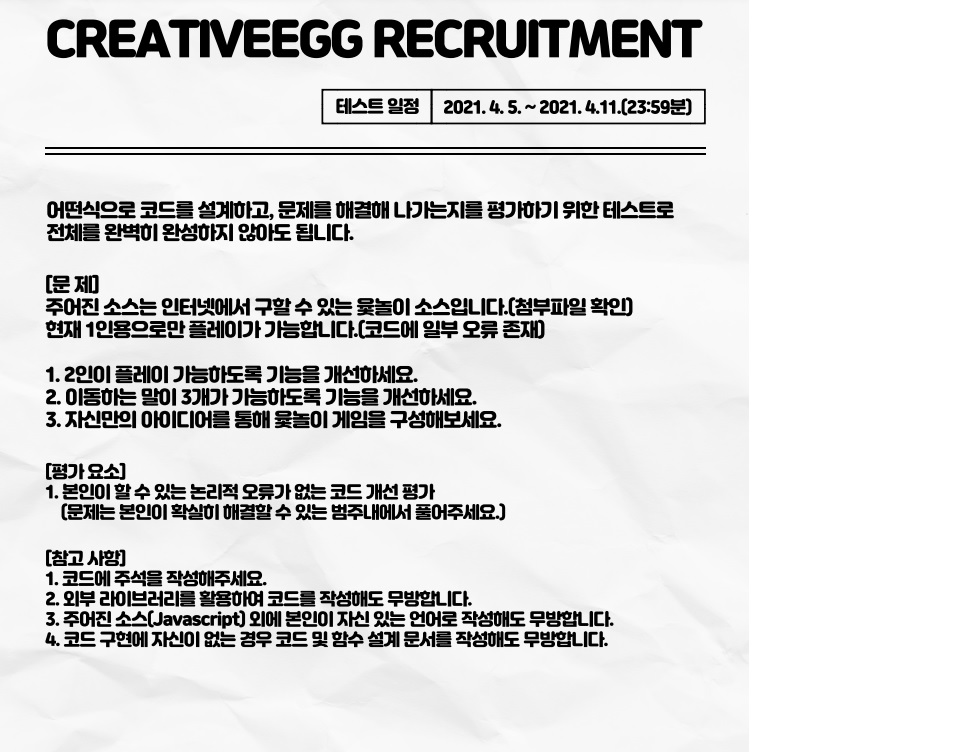 CREATIVEEGG RECRUITMENT
테스트 일정 2021. 4. 5. ~ 2021. 4.11.(23:59분)
어떤식으로 코드를 설계하고, 문제를 해결해 나가는지를 평가하기 위한 테스트로
전체를 완벽히 완성하지 않아도 됩니다.
[문 제]
주어진 소스는 인터넷에서 구할 수 있는 윷놀이 소스입니다.(첨부파일 확인)
현재 1인용으로만 플레이가 가능합니다.(코드에 일부 오류 존재)
1. 2인이 플레이 가능하도록 기능을 개선하세요.
2. 이동하는 말이 3개가 가능하도록 기능을 개선하세요.
3. 자신만의 아이디어를 통해 윷놀이 게임을 구성해보세요.
[평가 요소]
1. 본인이 할 수 있는 논리적 오류가 없는 코드 개선 평가
(문제는 본인이 확실히 해결할 수 있는 범주내에서 풀어주세요.)
[참고 사항]
1. 코드에 주석을 작성해주세요.
2. 외부 라이브러리를 활용하여 코드를 작성해도 무방합니다.
3. 주어진 소스(Javascript) 외에 본인이 자신 있는 언어로 작성해도 무방합니다.
4. 코드 구현에 자신이 없는 경우 코드 및 함수 설계 문서를 작성해도 무방합니다.